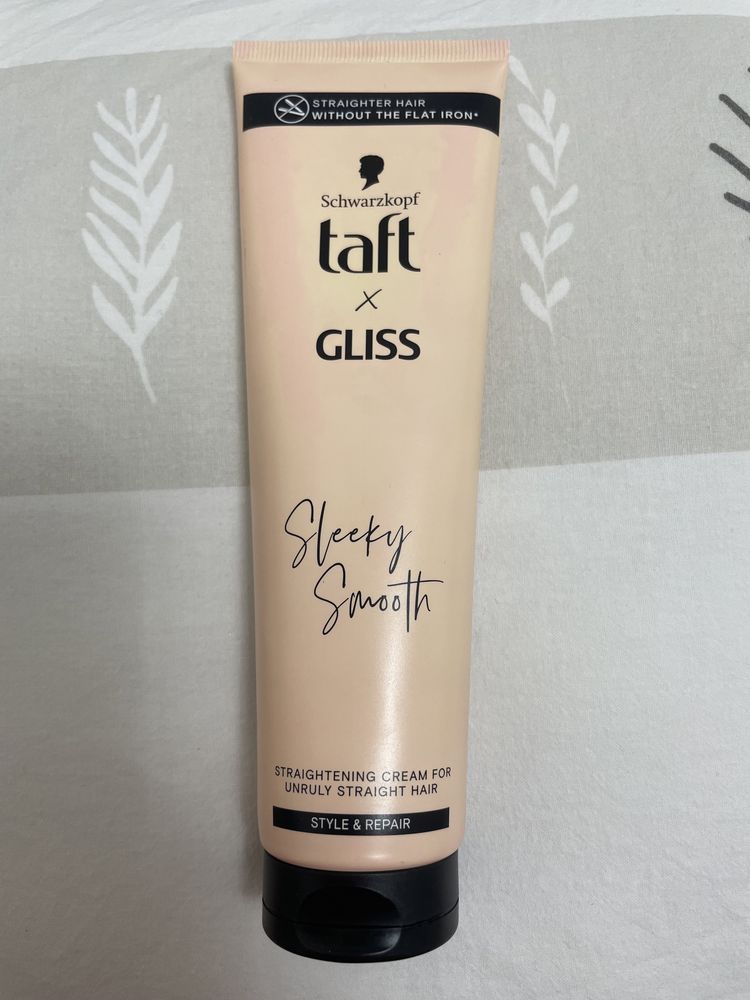 STRAIGHTER HAIR
WITHOUT THE FLAT IRON*
Schwarzkopf
taft
x
GLISS
Sleeky
Smooth
STRAIGHTENING CREAM FOR
UNRULY STRAIGHT HAIR
STYLE & REPAIR